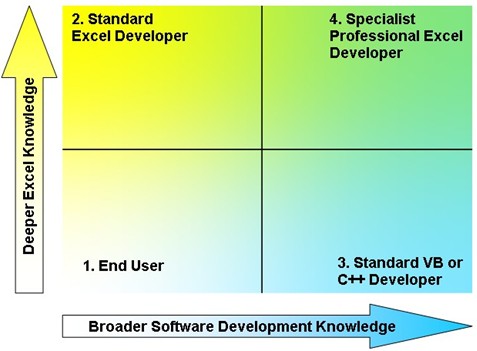 2. Standard
Excel Developer
4. Specialist
Professional Excel
Developer
Deeper Excel Knowledge
1. End User
3. Standard VB or
C++ Developer
Broader Software Development Knowledge